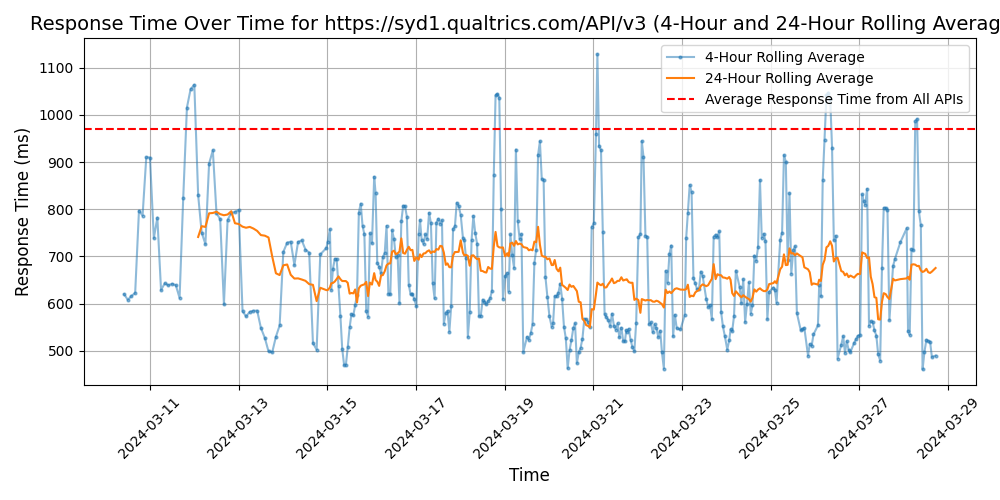 Response Time Over Time for https://syd1.qualtrics.com/API/v3 (4-Hour and 24-Hour Rolling Averag
4-Hour Rolling Average
24-Hour Rolling Average
Average Response Time from All APIs
Response Time (ms)
1100
1000
900
800
700
600
500
2024-03-11
2024-03-13
2024-03-15
2024-03-17
2024-03-19
2024-03-21
2024-03-23
2024-03-25
2024-03-27
2024-03-29
Time